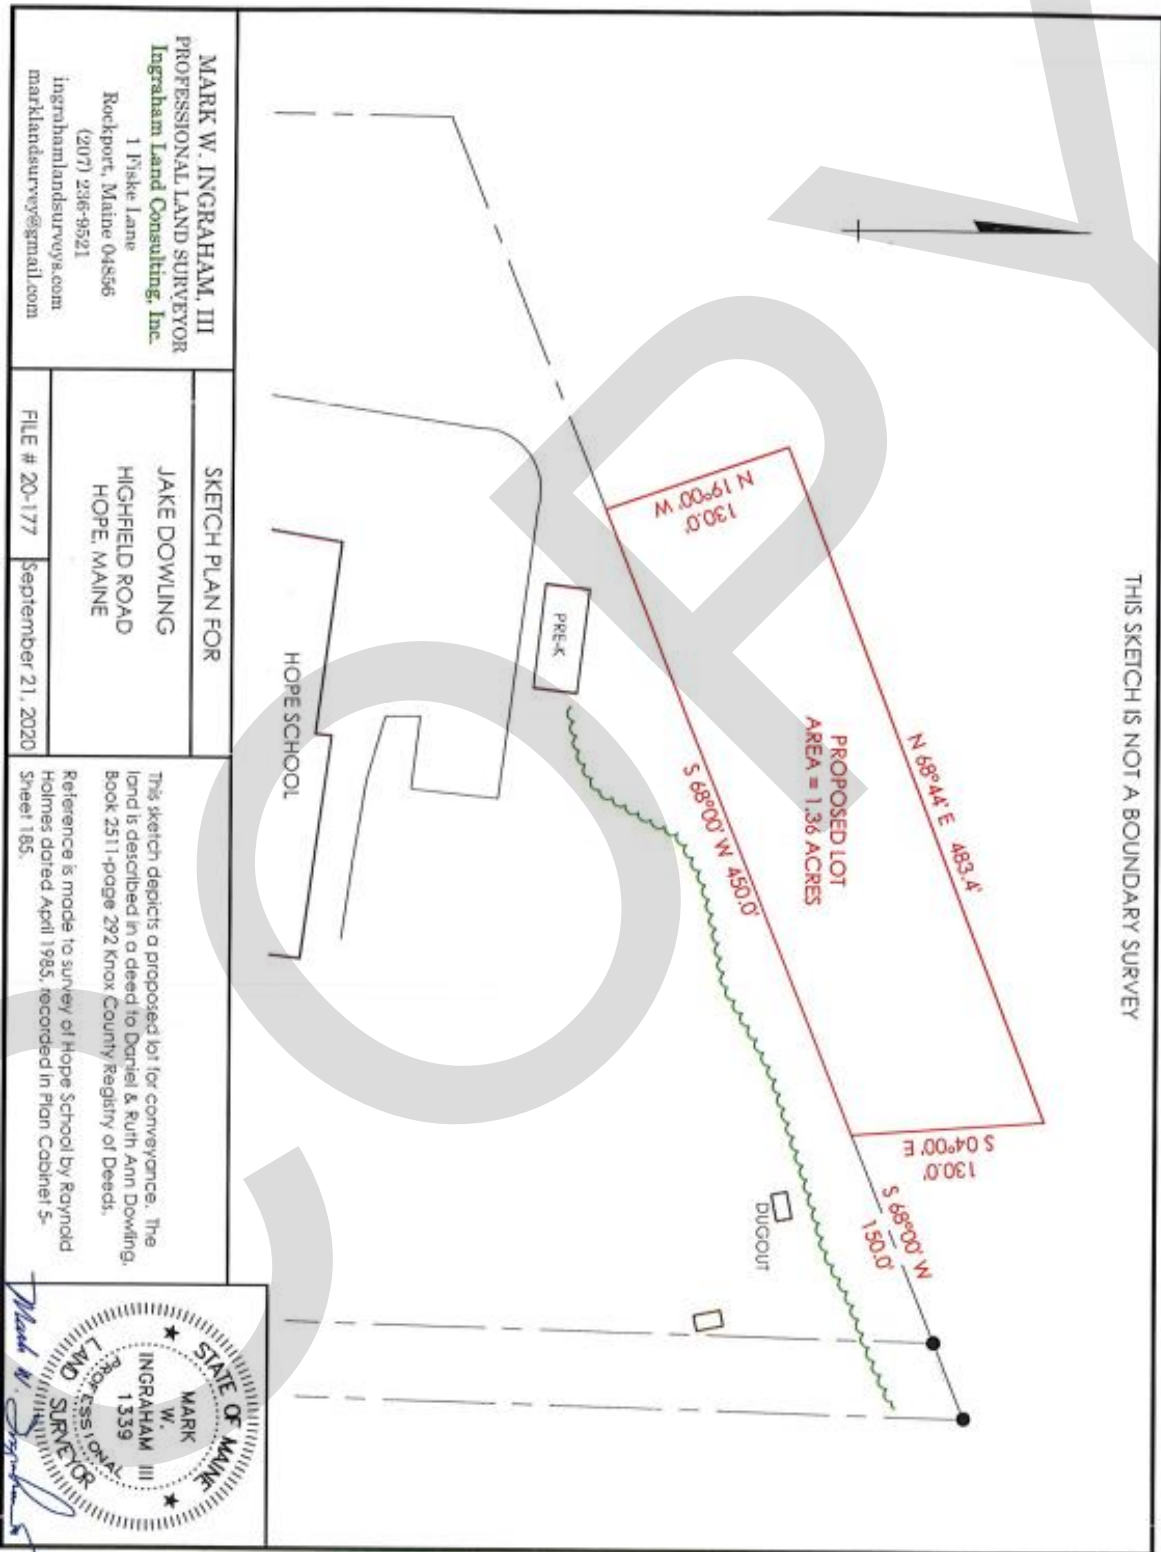 THIS SKETCH IS NOT A BOUNDARY SURVEY
N 68°44' E 483.4'
PROPOSED LOT
AREA = 1.36 ACRES
N 19°00' W
130.0'
S 68°00' W 450.0'
S 04°00' E
130.0'
S 68°00' W
150.0'
PRE-K
DUGOUT
HOPE SCHOOL
MARK W. INGRAHAM, III
PROFESSIONAL LAND SURVEYOR
Ingraham Land Consulting, Inc.
1 Fiske Lane
Rockport, Maine 04856
(207) 236-9521
ingrahamlandsurveys.com
marklandsurvey@gmail.com
SKETCH PLAN FOR
JAKE DOWLING
HIGHFIELD ROAD
HOPE, MAINE
FILE # 20-177
September 21, 2020
This sketch depicts a proposed lot for conveyance. The
land is described in a deed to Daniel & Ruth Ann Dowling,
Book 2511-page 292 Knox County Registry of Deeds.
Reference is made to survey of Hope School by Raynold
Holmes dated April 1985, recorded in Plan Cabinet 5-
Sheet 185.
STATE OF MAINE
MARK
W.
INGRAHAM III
1339
PROFESSIONAL
LAND SURVEYOR
Mark W. Ingraham
COPY